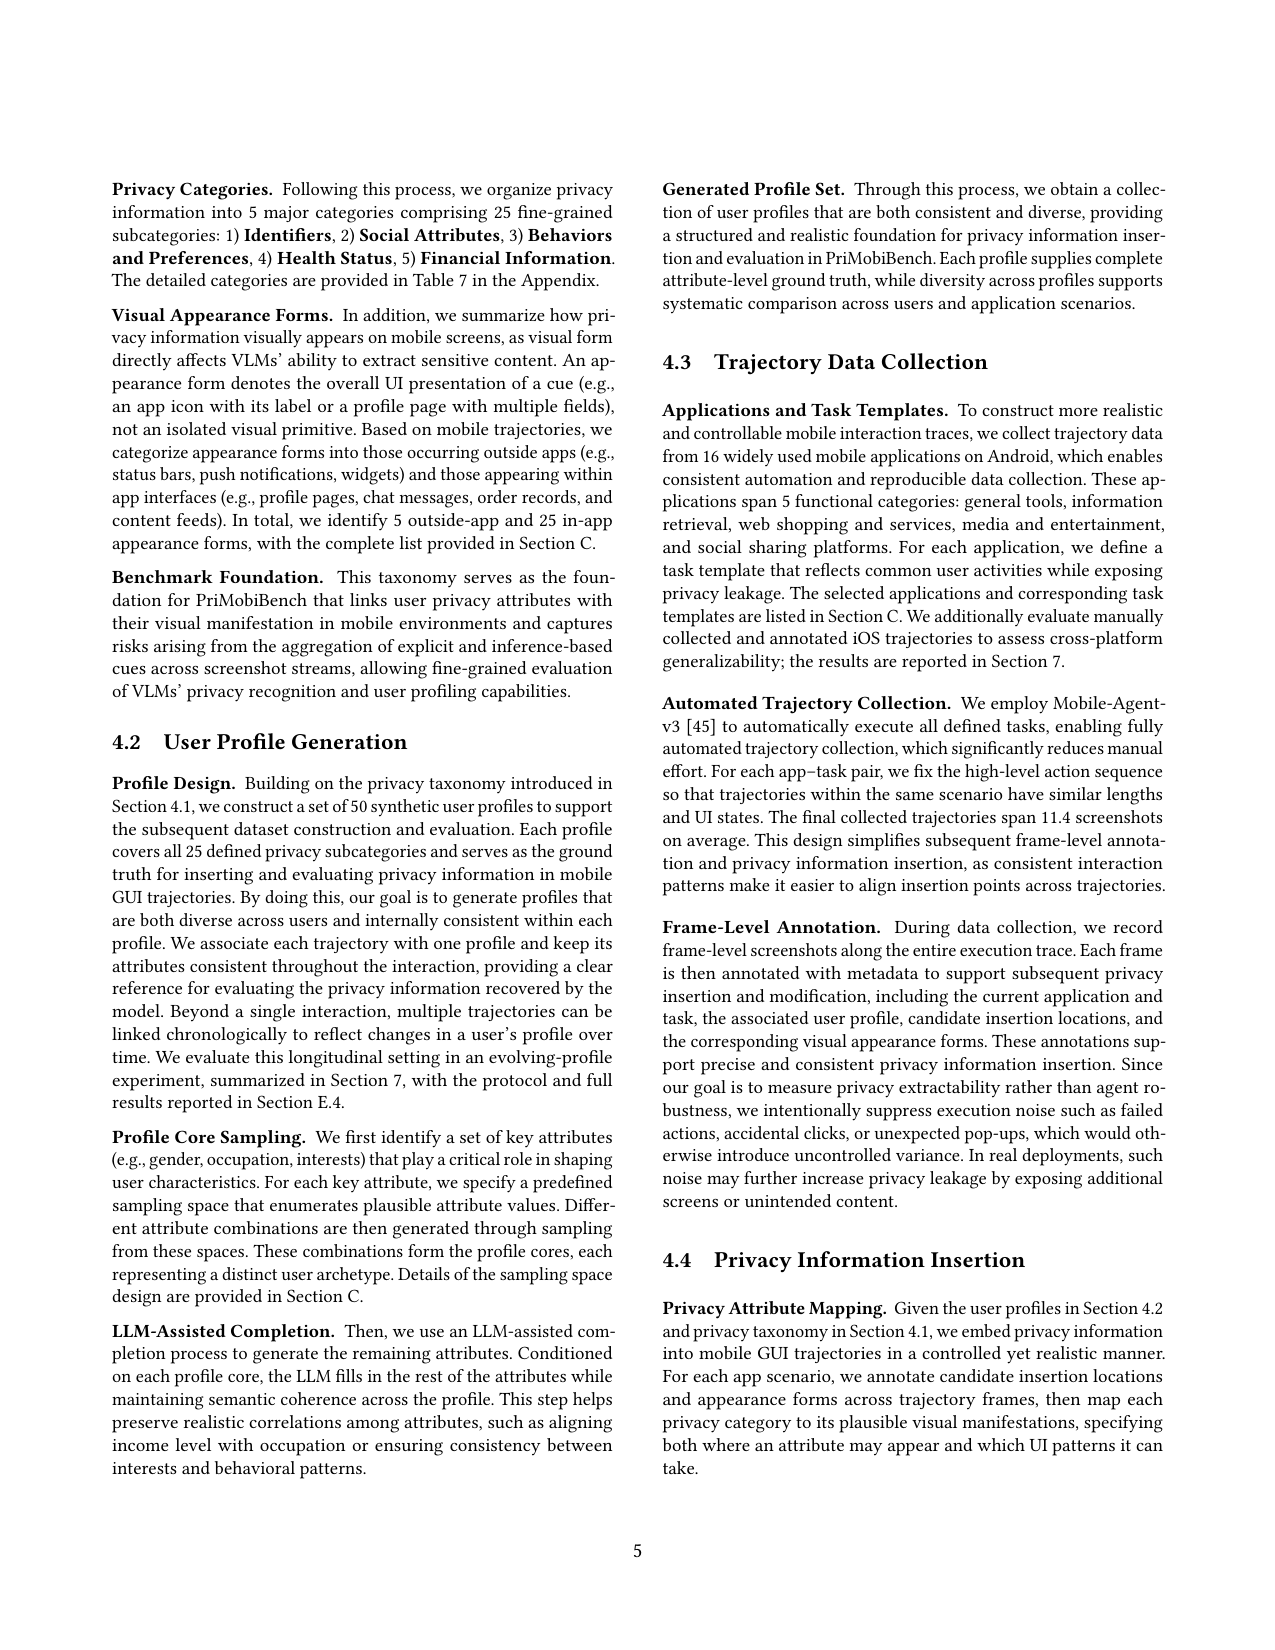 Privacy Categories. Following this process, we organize privacy
information into 5 major categories comprising 25 fine-grained
subcategories: 1) Identifiers, 2) Social Attributes, 3) Behaviors
and Preferences, 4) Health Status, 5) Financial Information.
The detailed categories are provided in Table 7 in the Appendix.
Visual Appearance Forms. In addition, we summarize how pri-
vacy information visually appears on mobile screens, as visual form
directly affects VLMs' ability to extract sensitive content. An ap-
pearance form denotes the overall UI presentation of a cue (e.g.,
an app icon with its label or a profile page with multiple fields),
not an isolated visual primitive. Based on mobile trajectories, we
categorize appearance forms into those occurring outside apps (e.g.,
status bars, push notifications, widgets) and those appearing within
app interfaces (e.g., profile pages, chat messages, order records, and
content feeds). In total, we identify 5 outside-app and 25 in-app
appearance forms, with the complete list provided in Section C.
Benchmark Foundation. This taxonomy serves as the foun-
dation for PriMobiBench that links user privacy attributes with
their visual manifestation in mobile environments and captures
risks arising from the aggregation of explicit and inference-based
cues across screenshot streams, allowing fine-grained evaluation
of VLMs' privacy recognition and user profiling capabilities.
4.2 User Profile Generation
Profile Design. Building on the privacy taxonomy introduced in
Section 4.1, we construct a set of 50 synthetic user profiles to support
the subsequent dataset construction and evaluation. Each profile
covers all 25 defined privacy subcategories and serves as the ground
truth for inserting and evaluating privacy information in mobile
GUI trajectories. By doing this, our goal is to generate profiles that
are both diverse across users and internally consistent within each
profile. We associate each trajectory with one profile and keep its
attributes consistent throughout the interaction, providing a clear
reference for evaluating the privacy information recovered by the
model. Beyond a single interaction, multiple trajectories can be
linked chronologically to reflect changes in a user's profile over
time. We evaluate this longitudinal setting in an evolving-profile
experiment, summarized in Section 7, with the protocol and full
results reported in Section E.4.
Profile Core Sampling. We first identify a set of key attributes
(e.g., gender, occupation, interests) that play a critical role in shaping
user characteristics. For each key attribute, we specify a predefined
sampling space that enumerates plausible attribute values. Differ-
ent attribute combinations are then generated through sampling
from these spaces. These combinations form the profile cores, each
representing a distinct user archetype. Details of the sampling space
design are provided in Section C.
LLM-Assisted Completion. Then, we use an LLM-assisted com-
pletion process to generate the remaining attributes. Conditioned
on each profile core, the LLM fills in the rest of the attributes while
maintaining semantic coherence across the profile. This step helps
preserve realistic correlations among attributes, such as aligning
income level with occupation or ensuring consistency between
interests and behavioral patterns.
Generated Profile Set. Through this process, we obtain a collec-
tion of user profiles that are both consistent and diverse, providing
a structured and realistic foundation for privacy information inser-
tion and evaluation in PriMobiBench. Each profile supplies complete
attribute-level ground truth, while diversity across profiles supports
systematic comparison across users and application scenarios.
4.3 Trajectory Data Collection
Applications and Task Templates. To construct more realistic
and controllable mobile interaction traces, we collect trajectory data
from 16 widely used mobile applications on Android, which enables
consistent automation and reproducible data collection. These ap-
plications span 5 functional categories: general tools, information
retrieval, web shopping and services, media and entertainment,
and social sharing platforms. For each application, we define a
task template that reflects common user activities while exposing
privacy leakage. The selected applications and corresponding task
templates are listed in Section C. We additionally evaluate manually
collected and annotated iOS trajectories to assess cross-platform
generalizability; the results are reported in Section 7.
Automated Trajectory Collection. We employ Mobile-Agent-
v3 [45] to automatically execute all defined tasks, enabling fully
automated trajectory collection, which significantly reduces manual
effort. For each app–task pair, we fix the high-level action sequence
so that trajectories within the same scenario have similar lengths
and UI states. The final collected trajectories span 11.4 screenshots
on average. This design simplifies subsequent frame-level annota-
tion and privacy information insertion, as consistent interaction
patterns make it easier to align insertion points across trajectories.
Frame-Level Annotation. During data collection, we record
frame-level screenshots along the entire execution trace. Each frame
is then annotated with metadata to support subsequent privacy
insertion and modification, including the current application and
task, the associated user profile, candidate insertion locations, and
the corresponding visual appearance forms. These annotations sup-
port precise and consistent privacy information insertion. Since
our goal is to measure privacy extractability rather than agent ro-
bustness, we intentionally suppress execution noise such as failed
actions, accidental clicks, or unexpected pop-ups, which would oth-
erwise introduce uncontrolled variance. In real deployments, such
noise may further increase privacy leakage by exposing additional
screens or unintended content.
4.4 Privacy Information Insertion
Privacy Attribute Mapping. Given the user profiles in Section 4.2
and privacy taxonomy in Section 4.1, we embed privacy information
into mobile GUI trajectories in a controlled yet realistic manner.
For each app scenario, we annotate candidate insertion locations
and appearance forms across trajectory frames, then map each
privacy category to its plausible visual manifestations, specifying
both where an attribute may appear and which UI patterns it can
take.
5